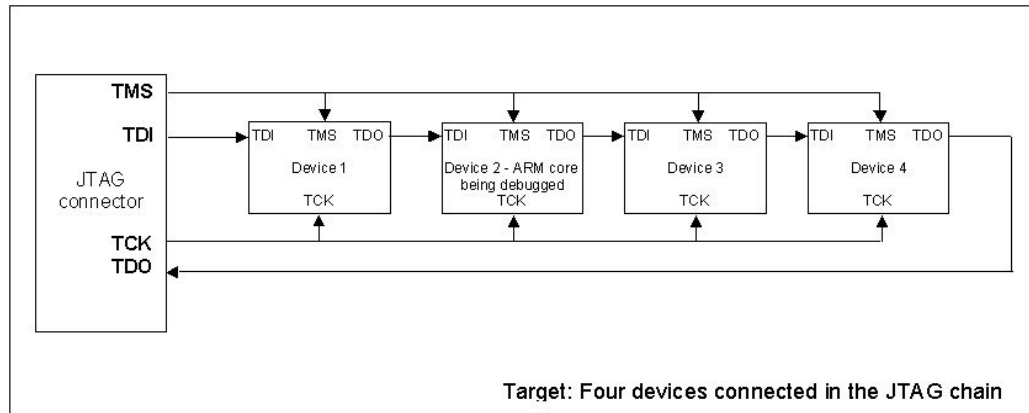 TMS
TDI
JTAG
connector
TCK
TDO
TDI TMS TDO
Device 1
TCK
TDI TMS TDO
Device 2 - ARM core
being debugged
TCK
TDI TMS TDO
Device 3
TCK
TDI TMS TDO
Device 4
TCK
Target: Four devices connected in the JTAG chain